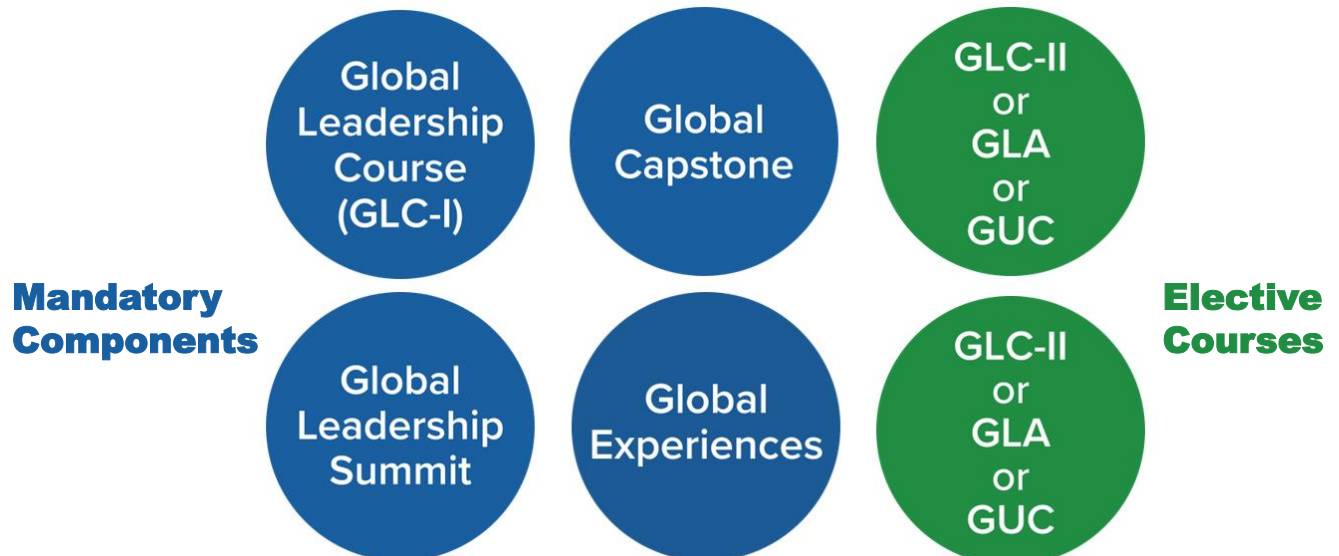 Mandatory
Components
Global
Leadership
Course
(GLC-I)
Global
Capstone
Global
Leadership
Summit
Global
Experiences
GLC-II
or
GLA
or
GUC
GLC-II
or
GLA
or
GUC
Elective
Courses